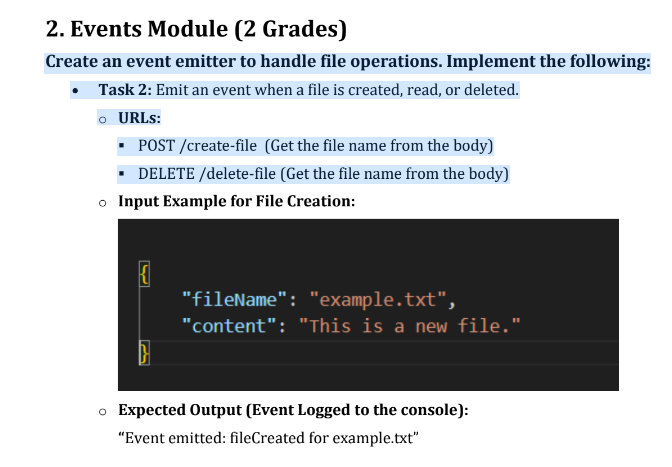 2. Events Module (2 Grades)
Create an event emitter to handle file operations. Implement the following:
• Task 2: Emit an event when a file is created, read, or deleted.
o URLs:
▪ POST /create-file (Get the file name from the body)
▪ DELETE /delete-file (Get the file name from the body)
o Input Example for File Creation:
{
"fileName": "example.txt",
"content": "This is a new file."
}
o Expected Output (Event Logged to the console):
“Event emitted: fileCreated for example.txt”